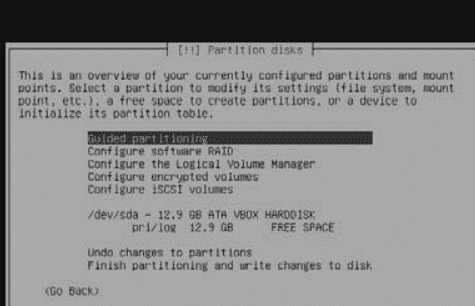 [!!] Partition disks
This is an overview of your currently configured partitions and mount
points. Select a partition to modify its settings (file system, mount
point, etc.), a free space to create partitions, or a device to
initialize its partition table.
Guided partitioning
Configure software RAID
Configure the Logical Volume Manager
Configure encrypted volumes
Configure iSCSI volumes
/dev/sda - 12.9 GB ATA VBOX HARDDISK
pri/log 12.9 GB FREE SPACE
Undo changes to partitions
Finish partitioning and write changes to disk
<Go Back>